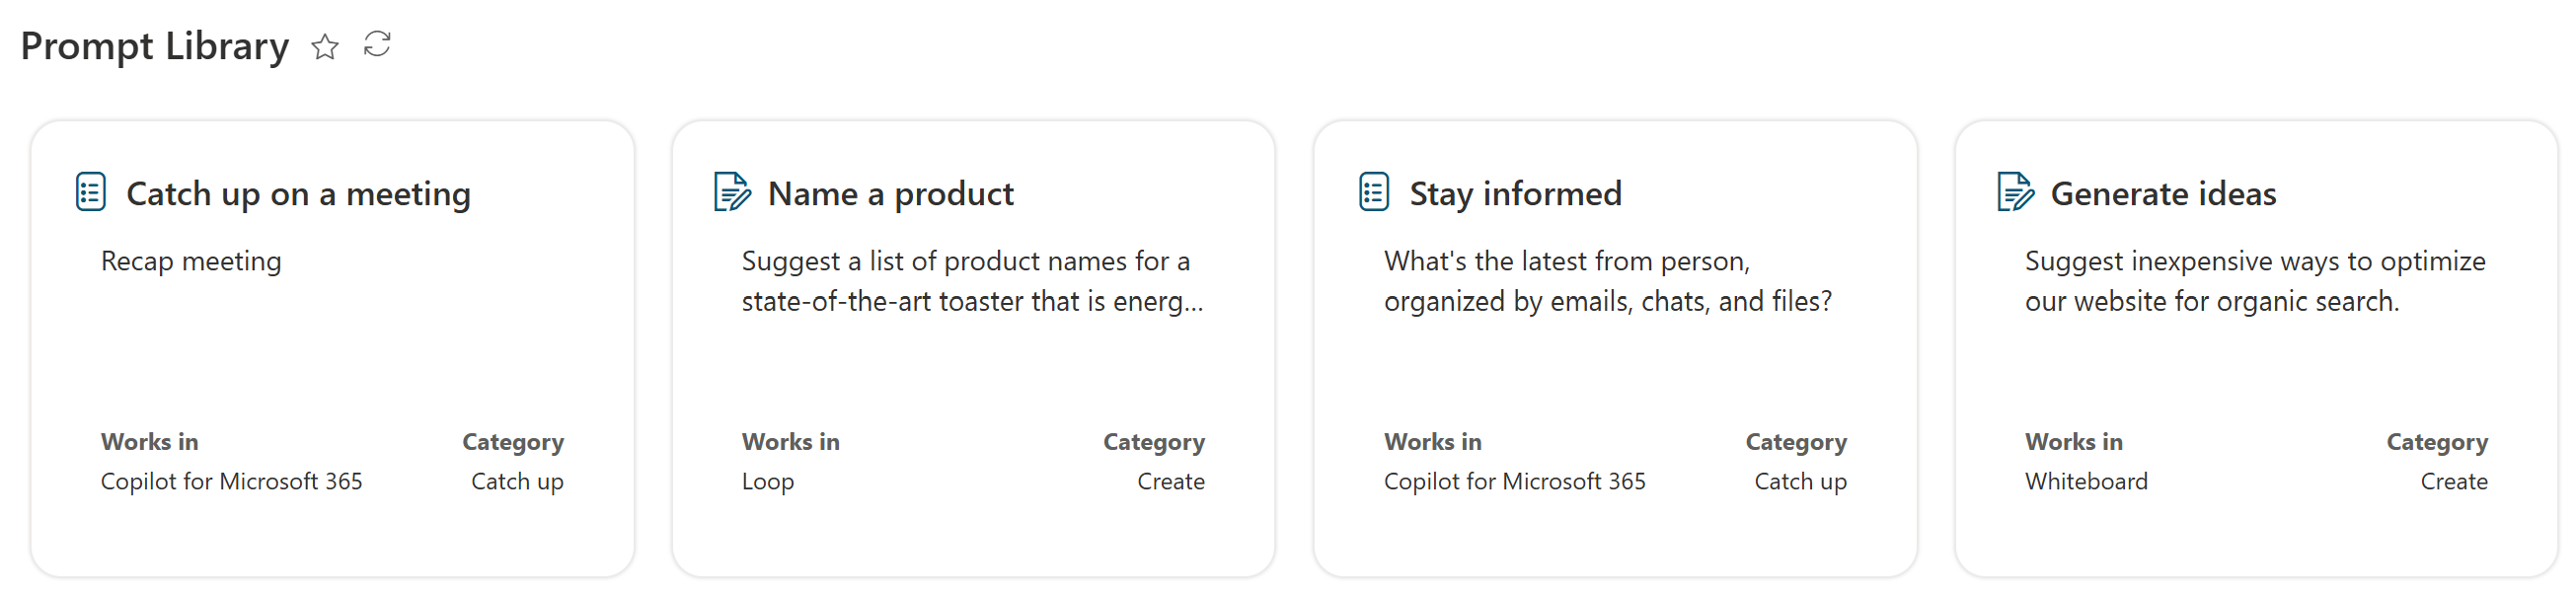 Prompt Library
Catch up on a meeting
Recap meeting
Works in
Category
Copilot for Microsoft 365
Catch up
Name a product
Suggest a list of product names for a
state-of-the-art toaster that is energ...
Works in
Category
Loop
Create
Stay informed
What's the latest from person,
organized by emails, chats, and files?
Works in
Category
Copilot for Microsoft 365
Catch up
Generate ideas
Suggest inexpensive ways to optimize
our website for organic search.
Works in
Category
Whiteboard
Create